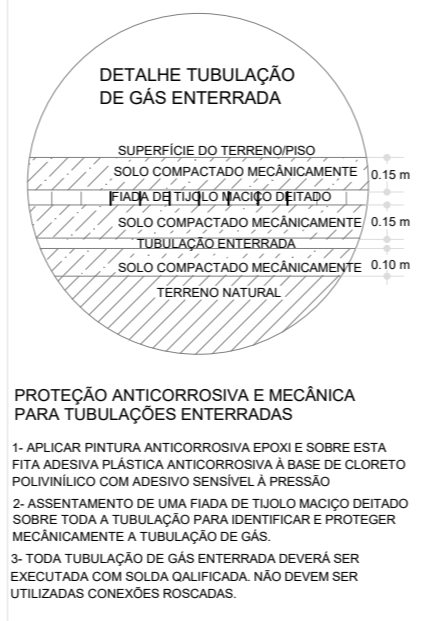 DETALHE TUBULAÇÃO
DE GÁS ENTERRADA
SUPERFÍCIE DO TERRENO/PISO
SOLO COMPACTADO MECÂNICAMENTE 0.15 m
FIADA DE TIJOLO MACIÇO DEITADO
SOLO COMPACTADO MECÂNICAMENTE 0.15 m
TUBULAÇÃO ENTERRADA
SOLO COMPACTADO MECÂNICAMENTE 0.10 m
TERRENO NATURAL
PROTEÇÃO ANTICORROSIVA E MECÂNICA
PARA TUBULAÇÕES ENTERRADAS
1- APLICAR PINTURA ANTICORROSIVA EPOXI E SOBRE ESTA
FITA ADESIVA PLÁSTICA ANTICORROSIVA À BASE DE CLORETO
POLIVINÍLICO COM ADESIVO SENSÍVEL À PRESSÃO
2- ASSENTAMENTO DE UMA FIADA DE TIJOLO MACIÇO DEITADO
SOBRE TODA A TUBULAÇÃO PARA IDENTIFICAR E PROTEGER
MECÂNICAMENTE A TUBULAÇÃO DE GÁS.
3- TODA TUBULAÇÃO DE GÁS ENTERRADA DEVERÁ SER
EXECUTADA COM SOLDA QALIFICADA. NÃO DEVEM SER
UTILIZADAS CONEXÕES ROSCADAS.